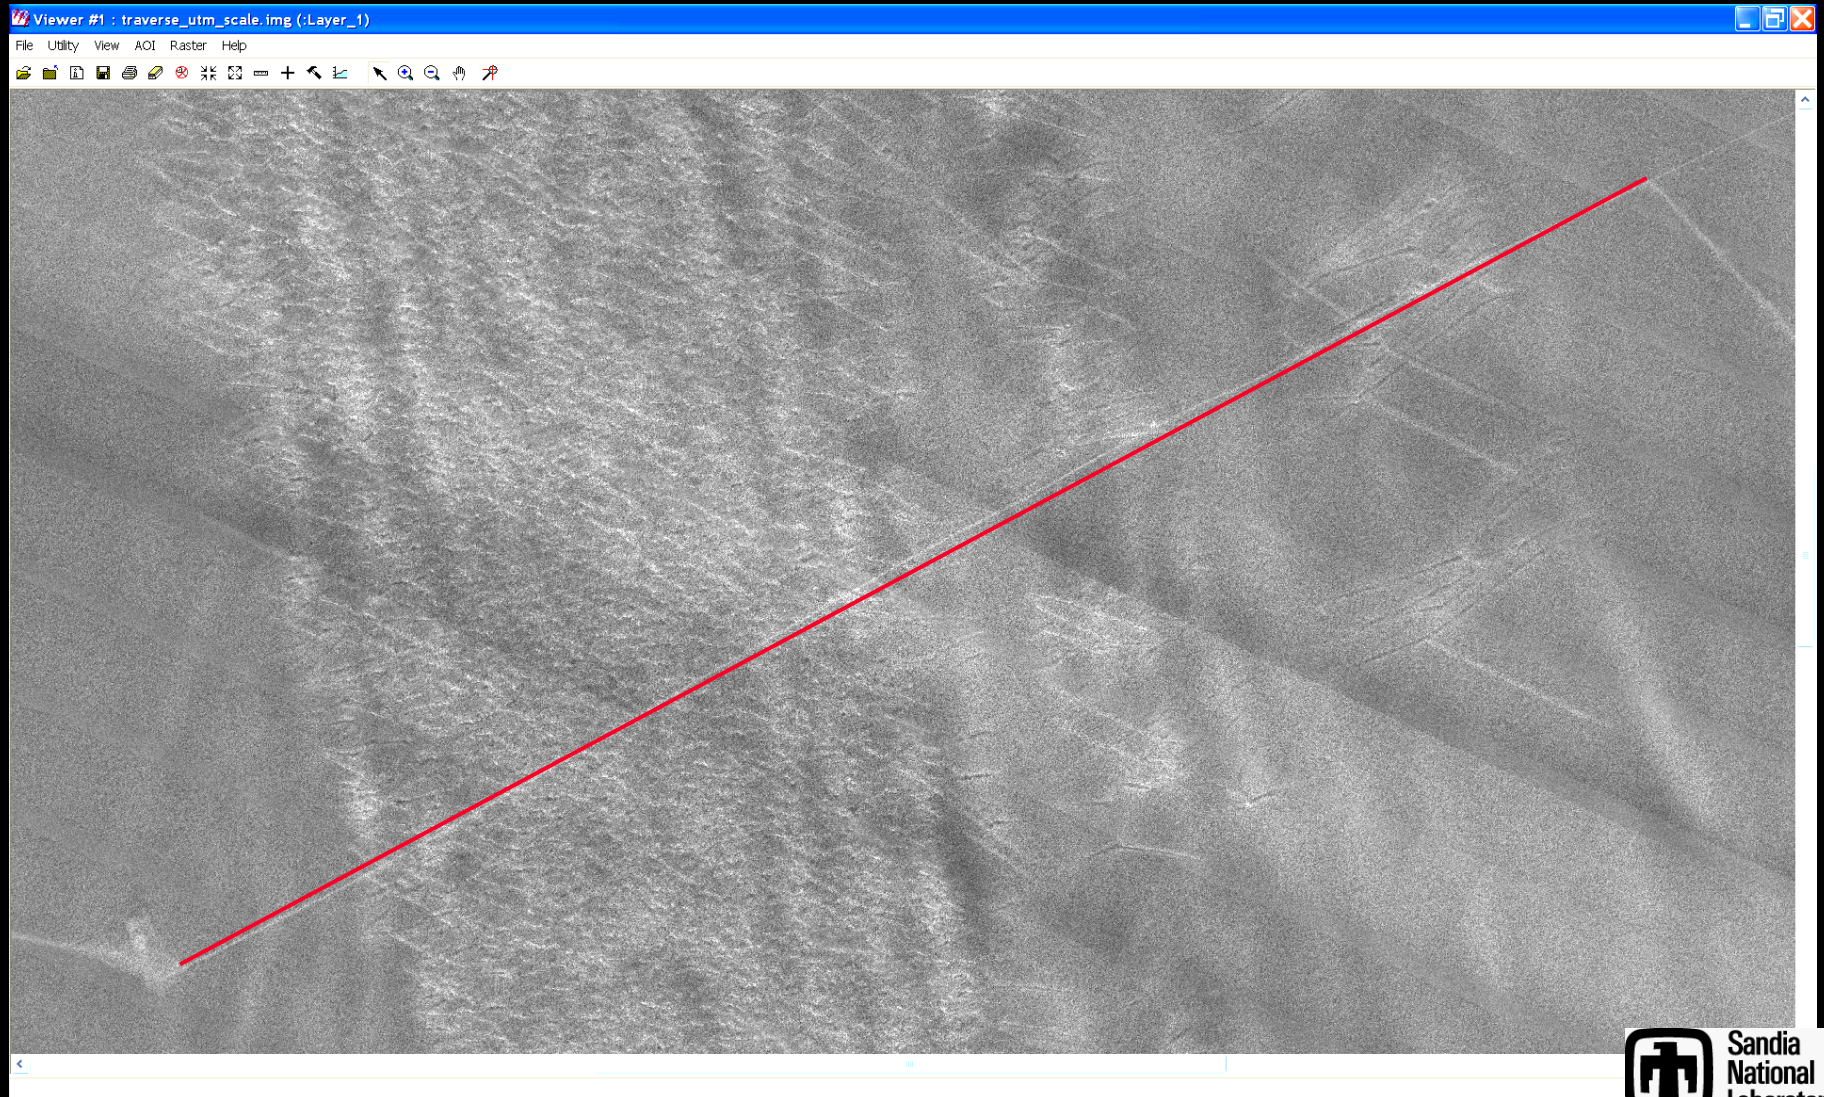 Viewer #1 : traverse_utm_scale.img (:Layer_1)
File Utility View AOI Raster Help
Sandia
National